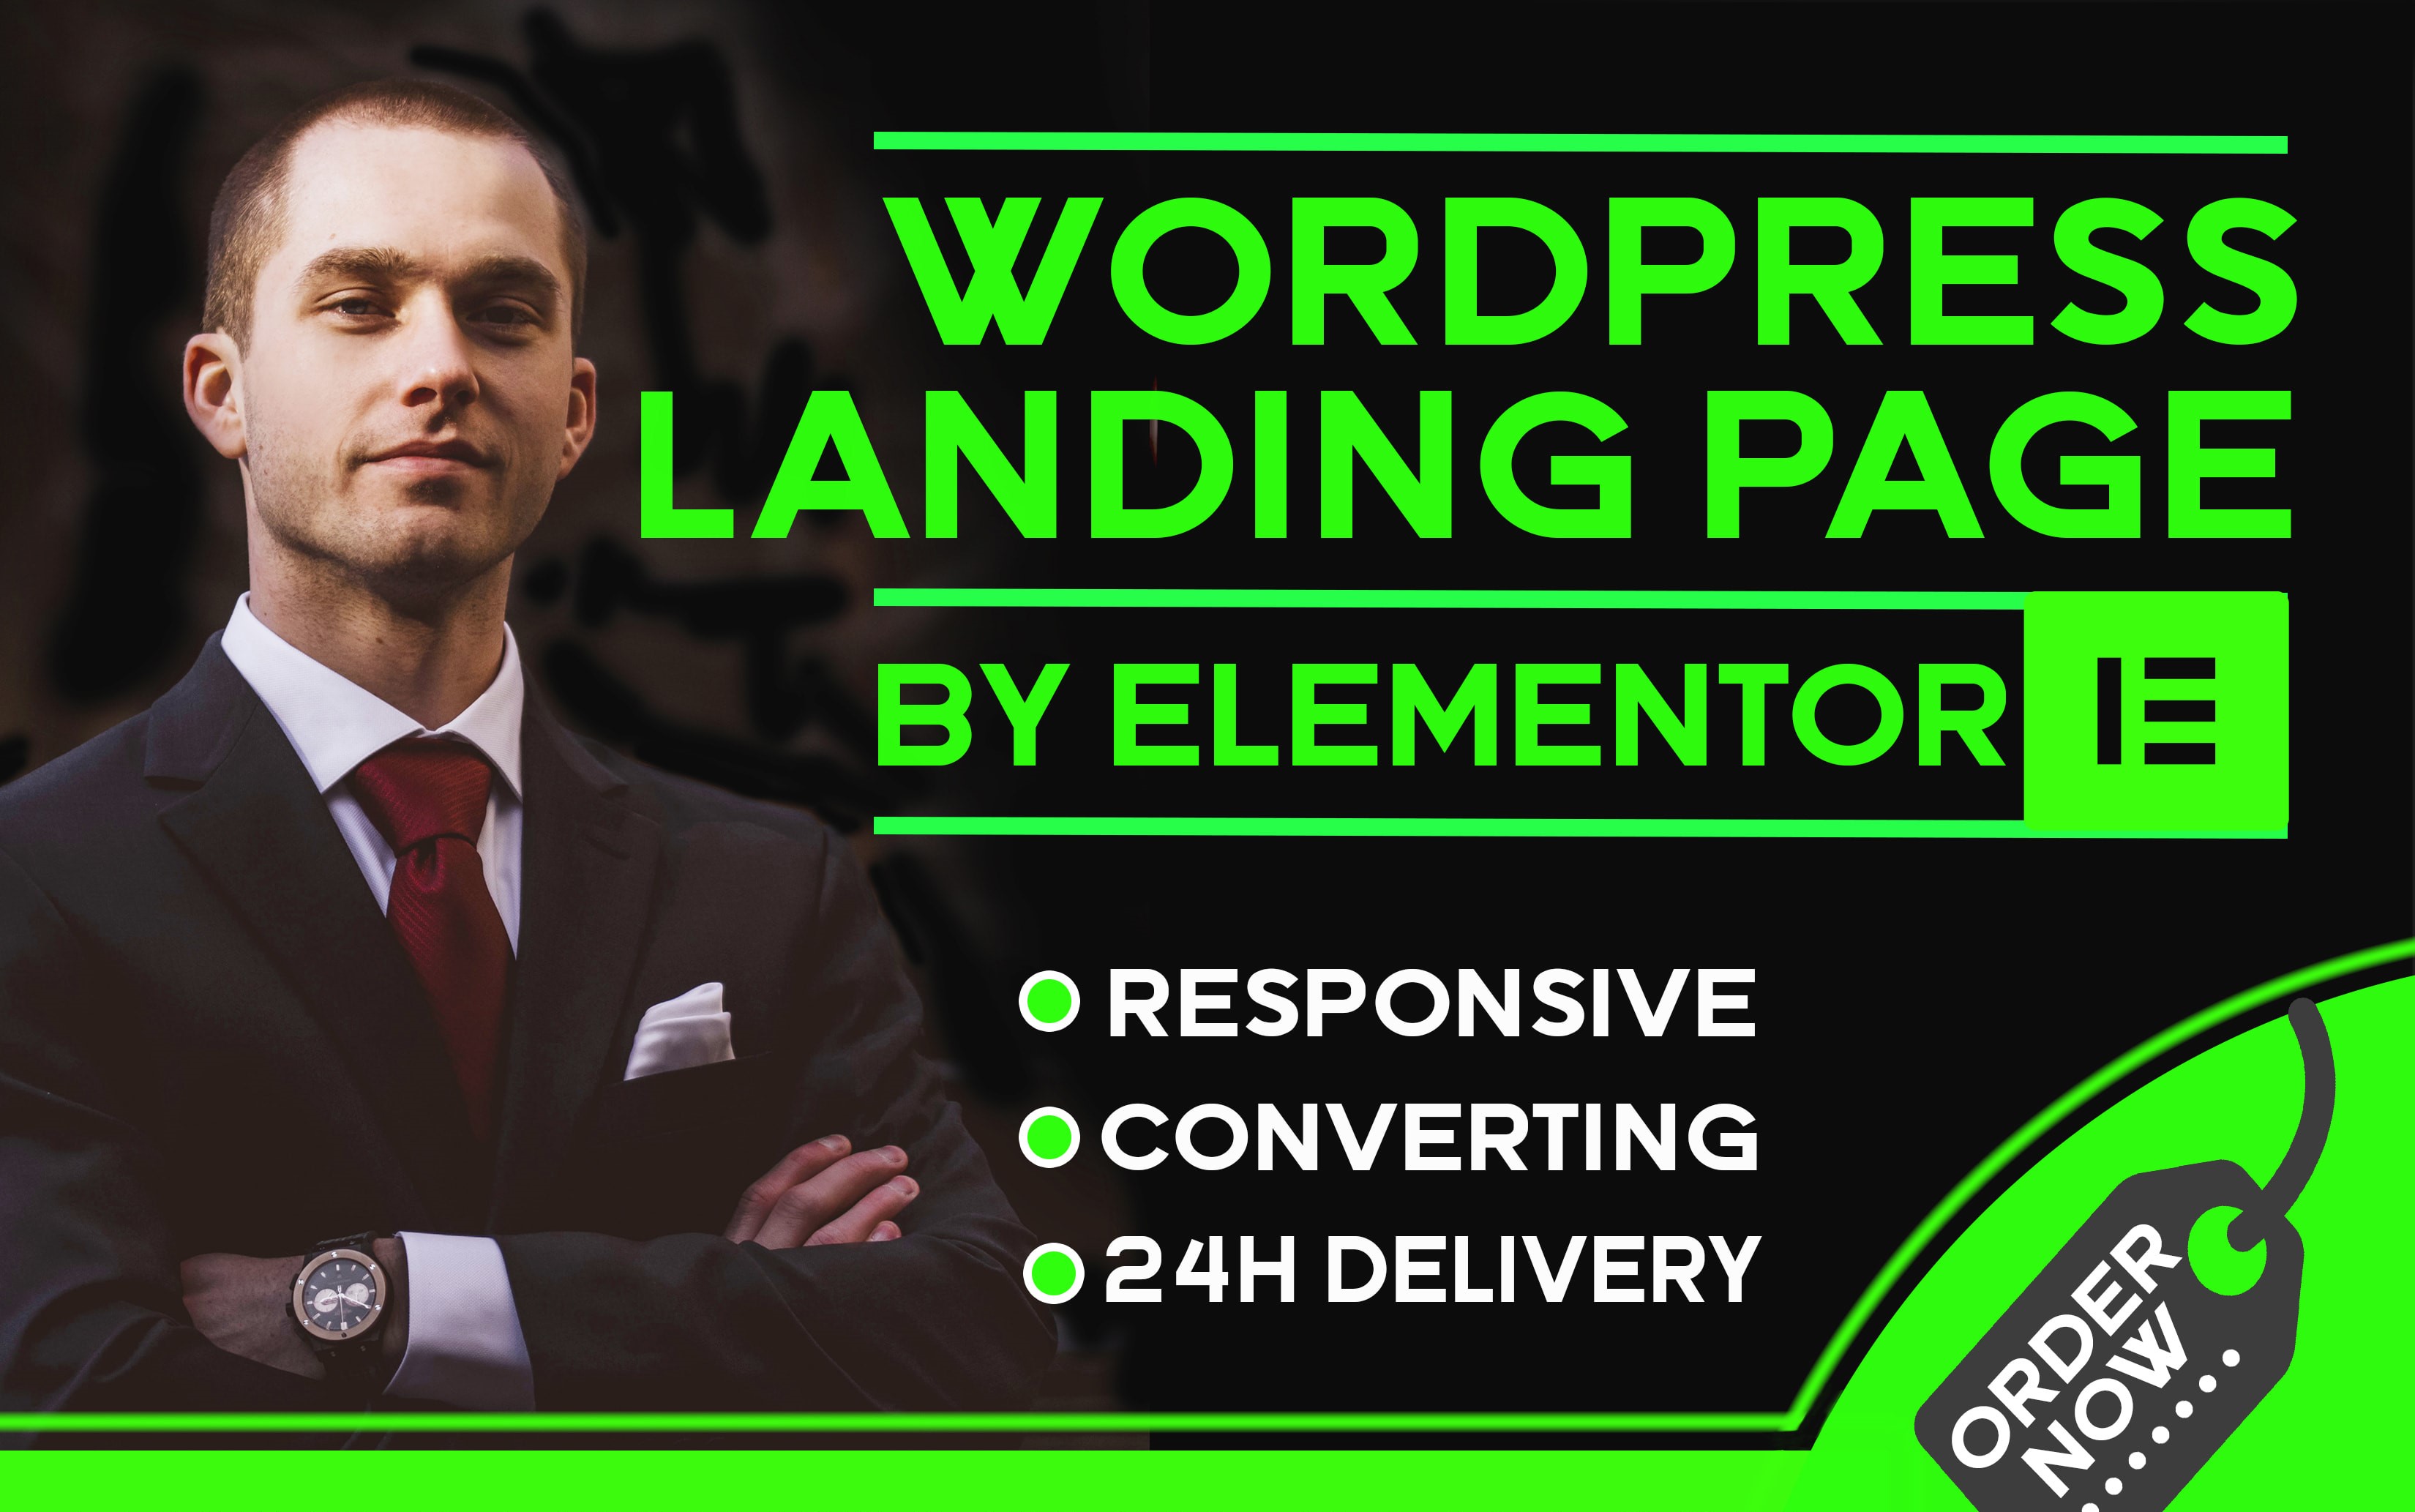 WORDPRESS
LANDING PAGE
BY ELEMENTOR
RESPONSIVE
CONVERTING
24H DELIVERY
ORDER
NOW